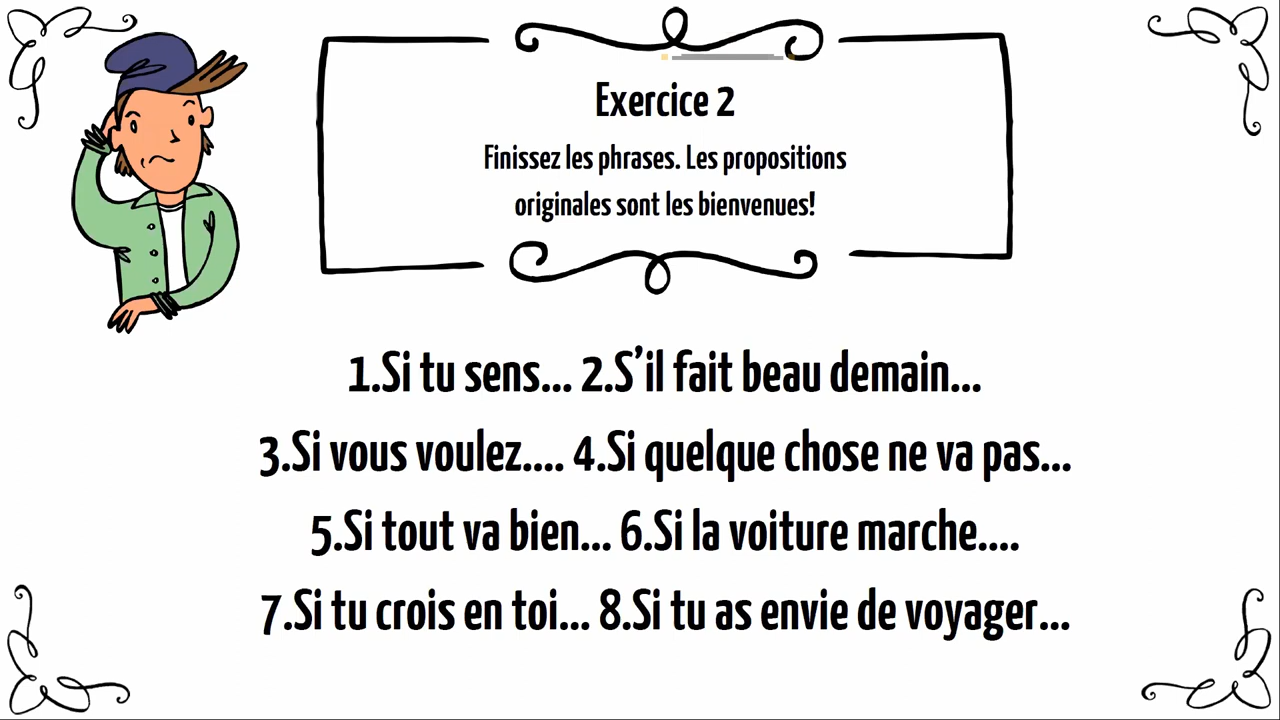 Exercice 2
Finissez les phrases. Les propositions
originales sont les bienvenues!
1.Si tu sens... 2.S’il fait beau demain...
3.Si vous voulez.... 4.Si quelque chose ne va pas...
5.Si tout va bien... 6.Si la voiture marche....
7.Si tu crois en toi... 8.Si tu as envie de voyager...